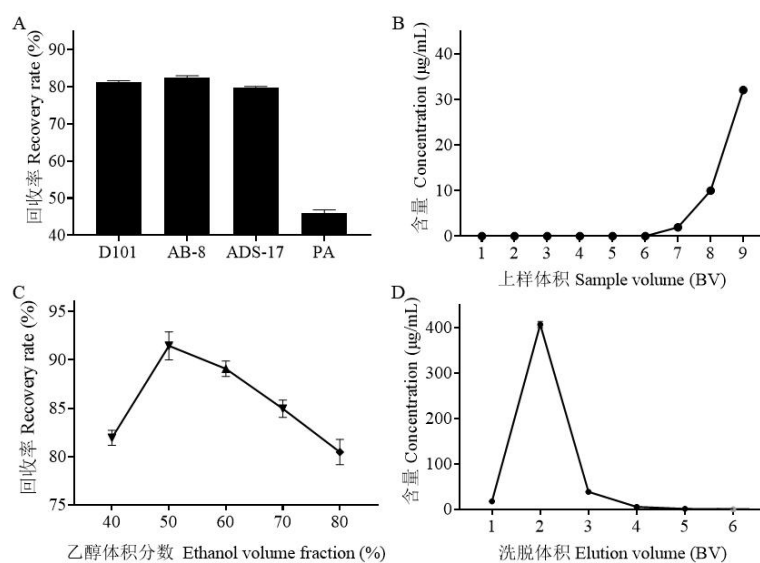 A
回收率 Recovery rate (%)
90
80
70
60
50
40
D101 AB-8 ADS-17 PA
B
含量 Concentration (μg/mL)
40
30
20
10
0
1 2 3 4 5 6 7 8 9
上样体积 Sample volume (BV)
C
回收率 Recovery rate (%)
95
90
85
80
75
40 50 60 70 80
乙醇体积分数 Ethanol volume fraction (%)
D
含量 Concentration (μg/mL)
400
300
200
100
0
1 2 3 4 5 6
洗脱体积 Elution volume (BV)